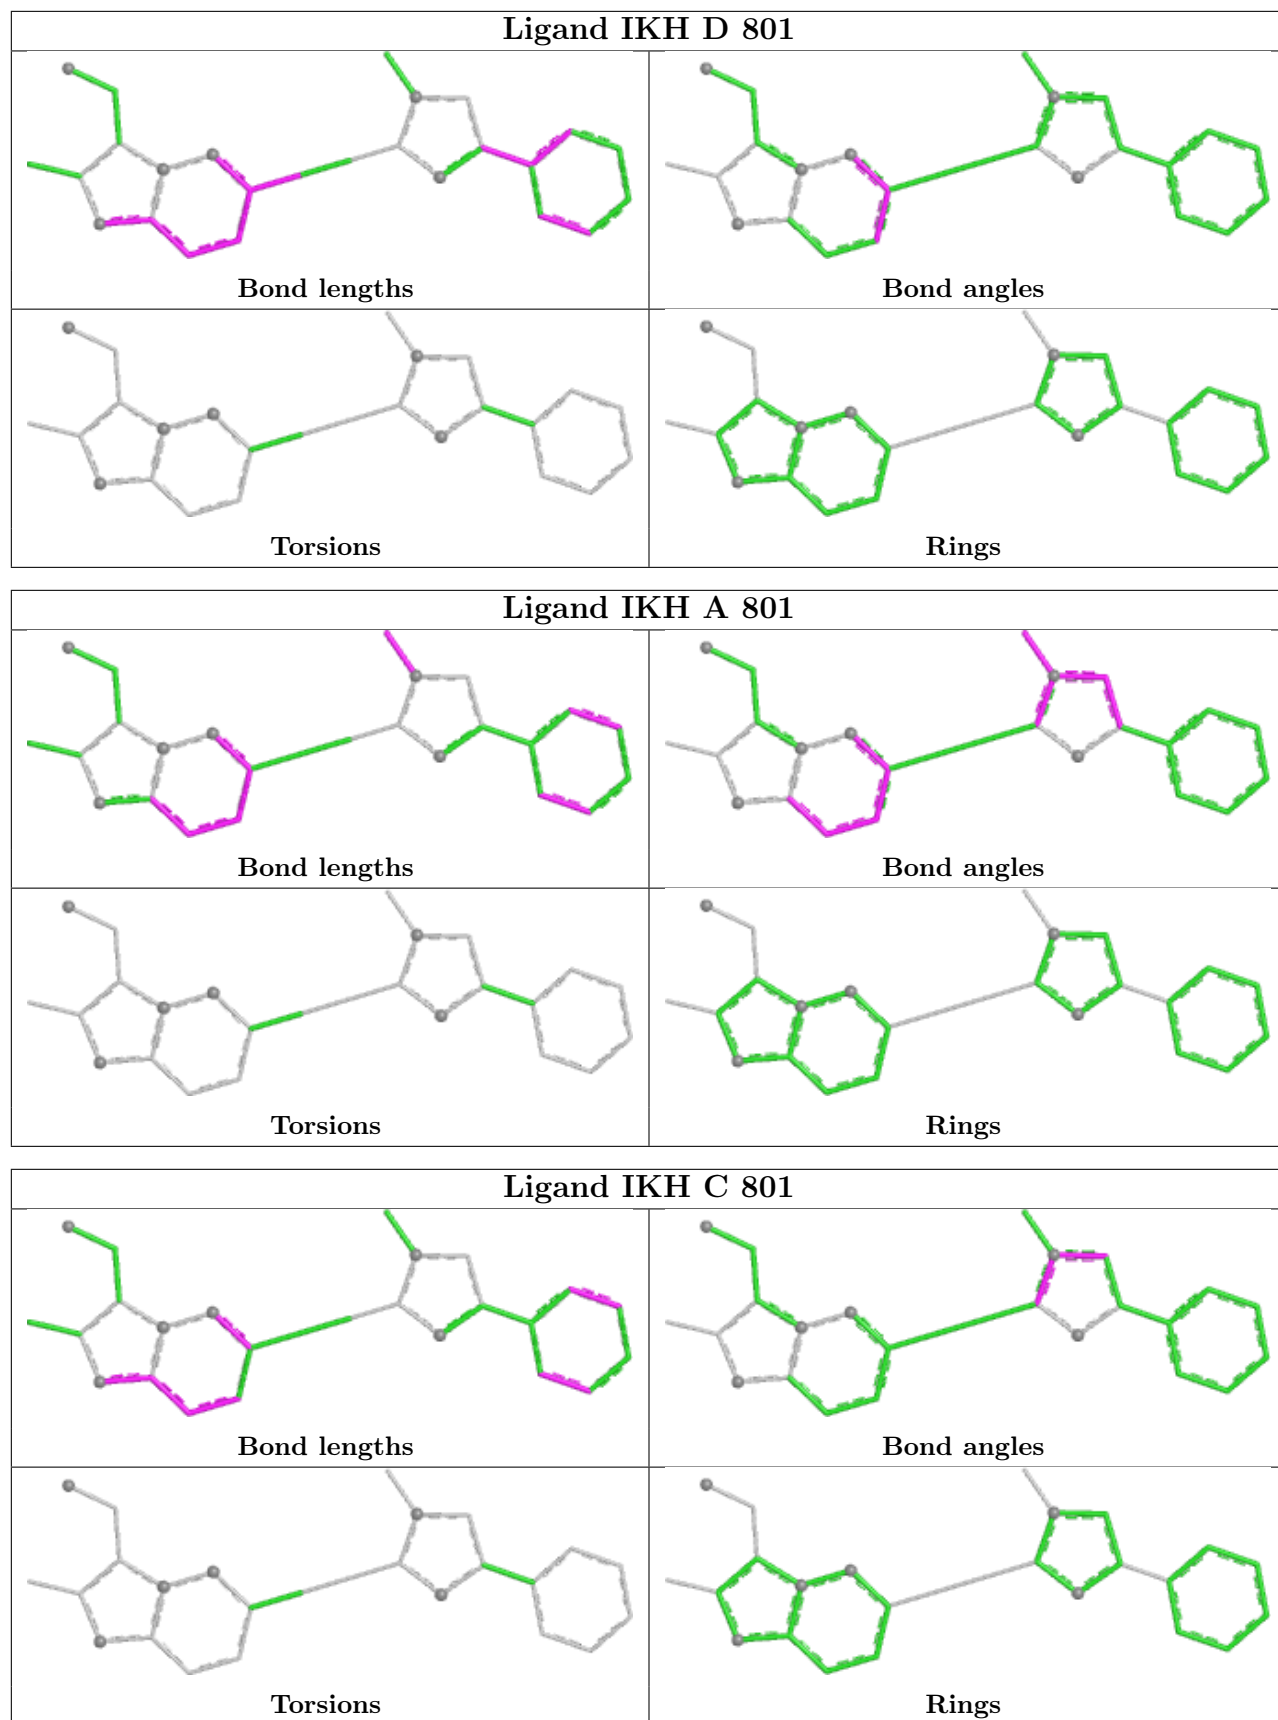 Ligand IKH D 801
Bond lengths
Bond angles
Torsions
Rings
Ligand IKH A 801
Bond lengths
Bond angles
Torsions
Rings
Ligand IKH C 801
Bond lengths
Bond angles
Torsions
Rings